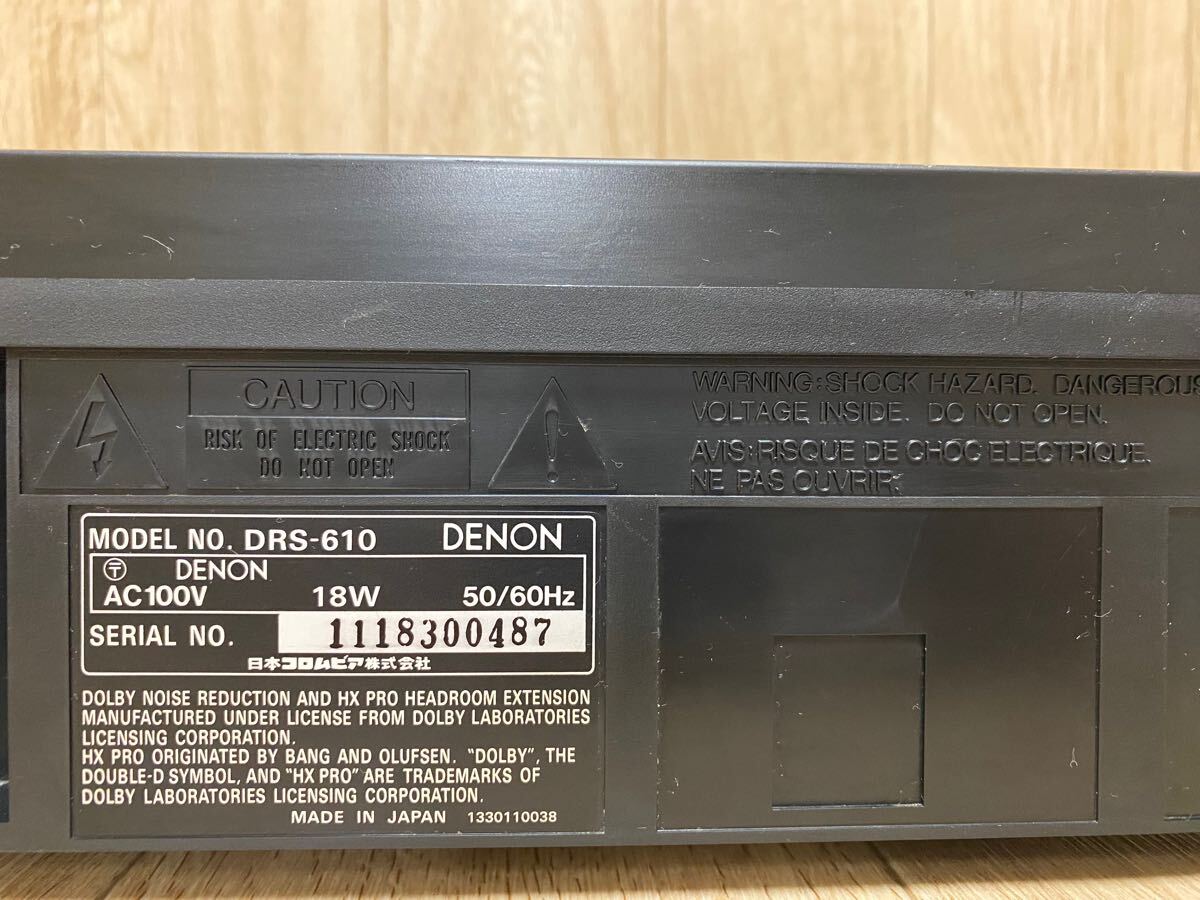 CAUTION
RISK OF ELECTRIC SHOCK
DO NOT OPEN
WARNING:SHOCK HAZARD. DANGEROUS
VOLTAGE INSIDE. DO NOT OPEN.
AVIS:RISQUE DE CHOC ELECTRIQUE.
NE PAS OUVRIR.
MODEL NO. DRS-610 DENON
〶 DENON
AC100V 18W 50/60Hz
SERIAL NO. 1118300487
日本コロムビア株式会社
DOLBY NOISE REDUCTION AND HX PRO HEADROOM EXTENSION
MANUFACTURED UNDER LICENSE FROM DOLBY LABORATORIES
LICENSING CORPORATION.
HX PRO ORIGINATED BY BANG AND OLUFSEN. "DOLBY", THE
DOUBLE-D SYMBOL, AND "HX PRO" ARE TRADEMARKS OF
DOLBY LABORATORIES LICENSING CORPORATION.
MADE IN JAPAN 1330110038